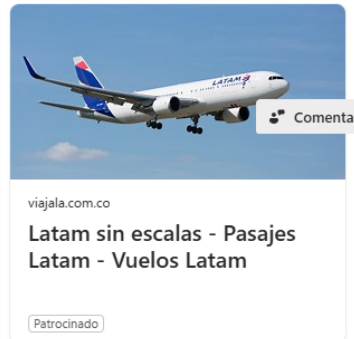 LATAM
Comenta
viajala.com.co
Latam sin escalas - Pasajes
Latam - Vuelos Latam
Patrocinado